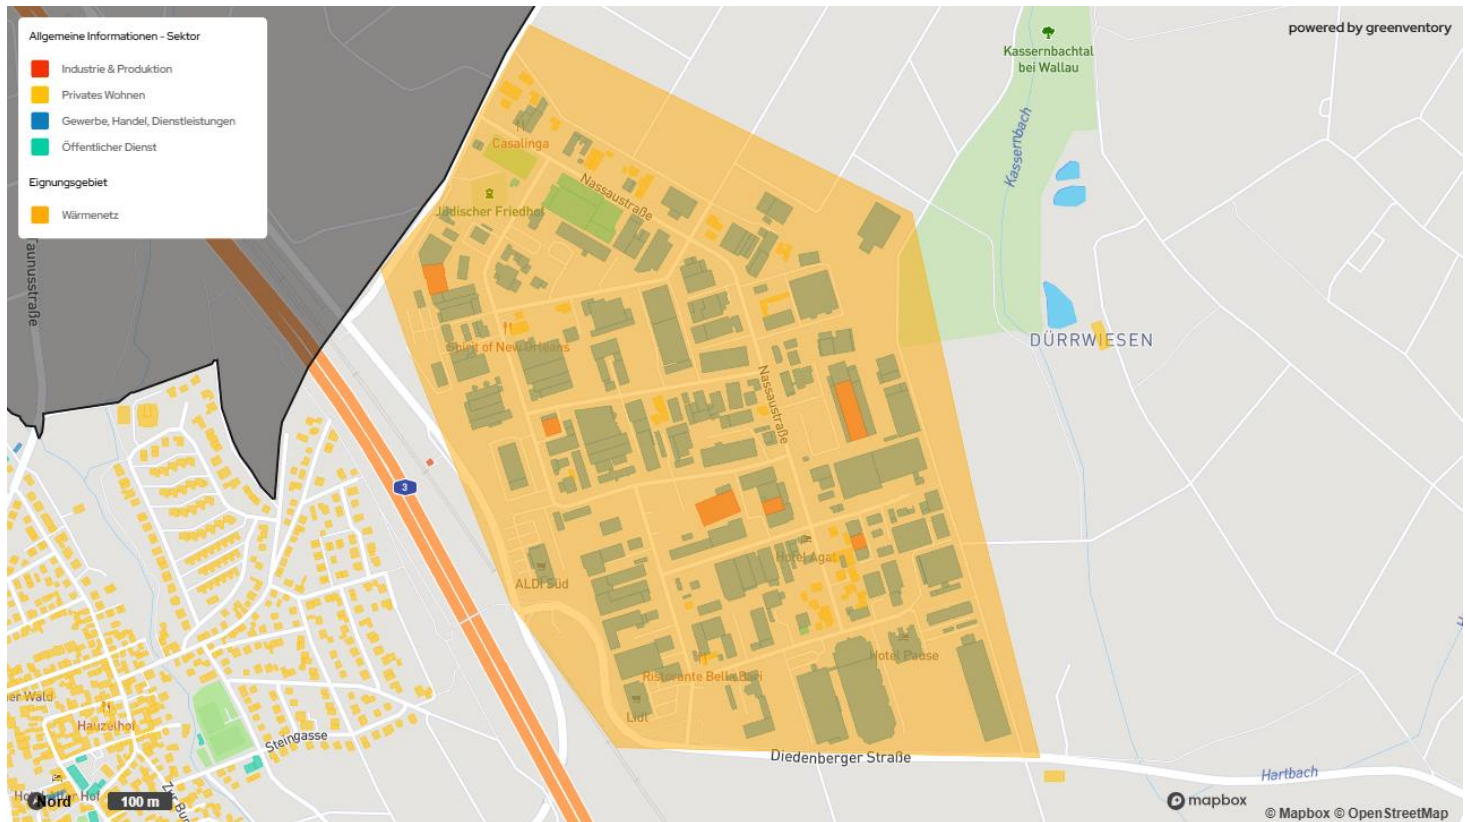 Allgemeine Informationen - Sektor
Industrie & Produktion
Privates Wohnen
Gewerbe, Handel, Dienstleistungen
Öffentlicher Dienst
Eignungsgebiet
Wärmenetz
powered by greenventory
Kassernbachtal
bei Wallau
Kassernbach
Casalinga
Nassaustraße
Jüdischer Friedhof
Spirit of New Orleans
DÜRRWIESEN
Nassaustraße
3
Hotel Agat
ALDI Süd
Hotel Pause
Ristorante Bella Bari
Lidl
Hauzelhof
Steingasse
Diedenberger Straße
Hartbach
Nord
100 m
mapbox
© Mapbox © OpenStreetMap